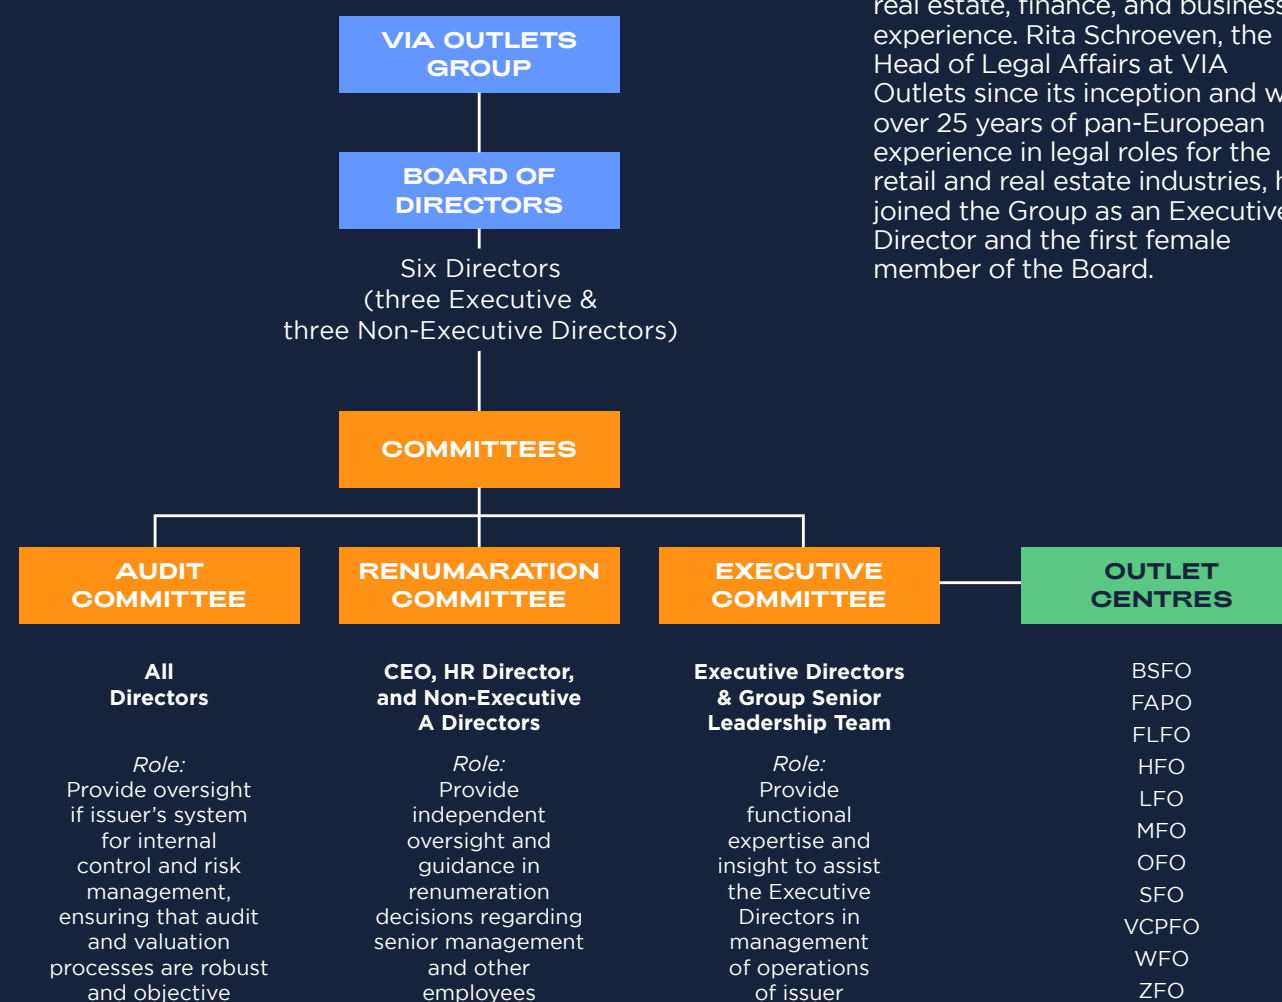 VIA OUTLETS
GROUP
BOARD OF
DIRECTORS
Six Directors
(three Executive &
three Non-Executive Directors)
COMMITTEES
AUDIT
COMMITTEE
All
Directors
Role:
Provide oversight
if issuer’s system
for internal
control and risk
management,
ensuring that audit
and valuation
processes are robust
and objective
RENUMARATION
COMMITTEE
CEO, HR Director,
and Non-Executive
A Directors
Role:
Provide
independent
oversight and
guidance in
renumeration
decisions regarding
senior management
and other
employees
EXECUTIVE
COMMITTEE
Executive Directors
& Group Senior
Leadership Team
Role:
Provide
functional
expertise and
insight to assist
the Executive
Directors in
management
of operations
of issuer
OUTLET
CENTRES
BSFO
FAPO
FLFO
HFO
LFO
MFO
OFO
SFO
VCPFO
WFO
ZFO
real estate, finance, and business
experience. Rita Schroeven, the
Head of Legal Affairs at VIA
Outlets since its inception and
over 25 years of pan-European
experience in legal roles for the
retail and real estate industries,
joined the Group as an Executive
Director and the first female
member of the Board.